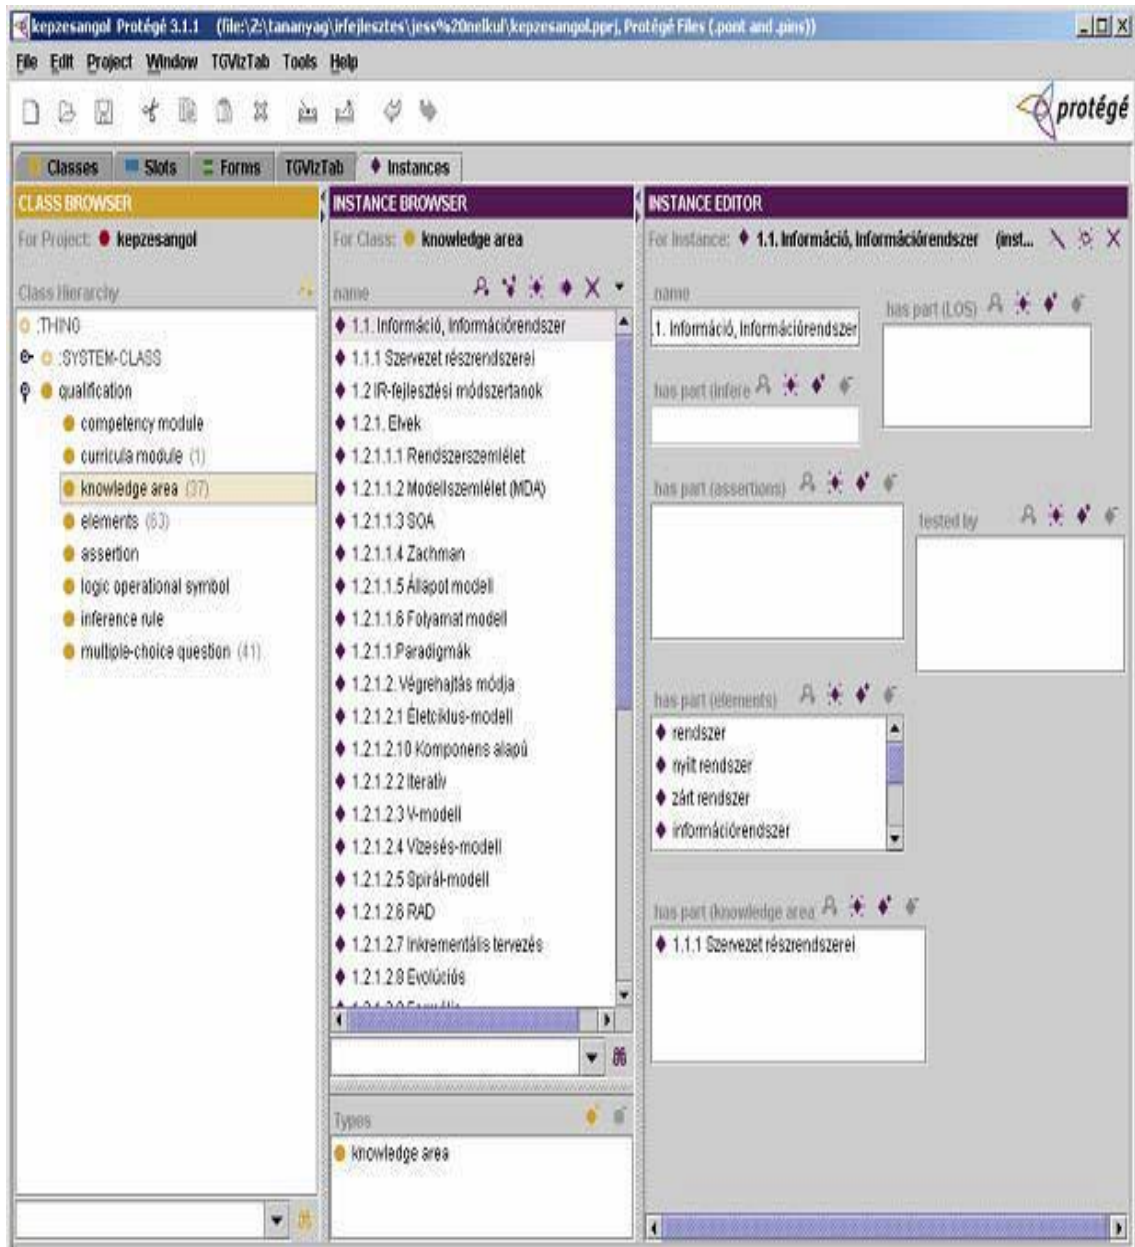 kepzesangol Protégé 3.1.1 (file:\Z:\tananyag\irfejlesztes\jess%20nelkul\kepzesangol.pprj, Protégé Files (.pont and .pins))
File Edit Project Window TGVizTab Tools Help
protégé
Classes Slots Forms TGVizTab Instances
CLASS BROWSER
For Project: kepzesangol
Class Hierarchy
:THING
:SYSTEM-CLASS
qualification
competency module
curricula module (1)
knowledge area (37)
elements (63)
assertion
logic operational symbol
inference rule
multiple-choice question (41)
INSTANCE BROWSER
For Class: knowledge area
name
1.1. Információ, Információrendszer
1.1.1 Szervezet részrendszerei
1.2 IR-fejlesztési módszertanok
1.2.1. Elvek
1.2.1.1.1 Rendszerszemlélet
1.2.1.1.2 Modellszemlélet (MDA)
1.2.1.1.3 SOA
1.2.1.1.4 Zachman
1.2.1.1.5 Állapot modell
1.2.1.1.6 Folyamat modell
1.2.1.1.Paradigmák
1.2.1.2. Végrehajtás módja
1.2.1.2.1 Életciklus-modell
1.2.1.2.10 Komponens alapú
1.2.1.2.2 Iteratív
1.2.1.2.3 V-modell
1.2.1.2.4 Vízesés-modell
1.2.1.2.5 Spirál-modell
1.2.1.2.6 RAD
1.2.1.2.7 Inkrementális tervezés
1.2.1.2.8 Evolúciós
Types
knowledge area
INSTANCE EDITOR
For Instance: 1.1. Információ, Információrendszer (inst...
name
.1. Információ, Információrendszer
has part (LOS)
has part (infere
has part (assertions)
tested by
has part (elements)
rendszer
nyílt rendszer
zárt rendszer
információrendszer
has part (knowledge area
1.1.1 Szervezet részrendszerei